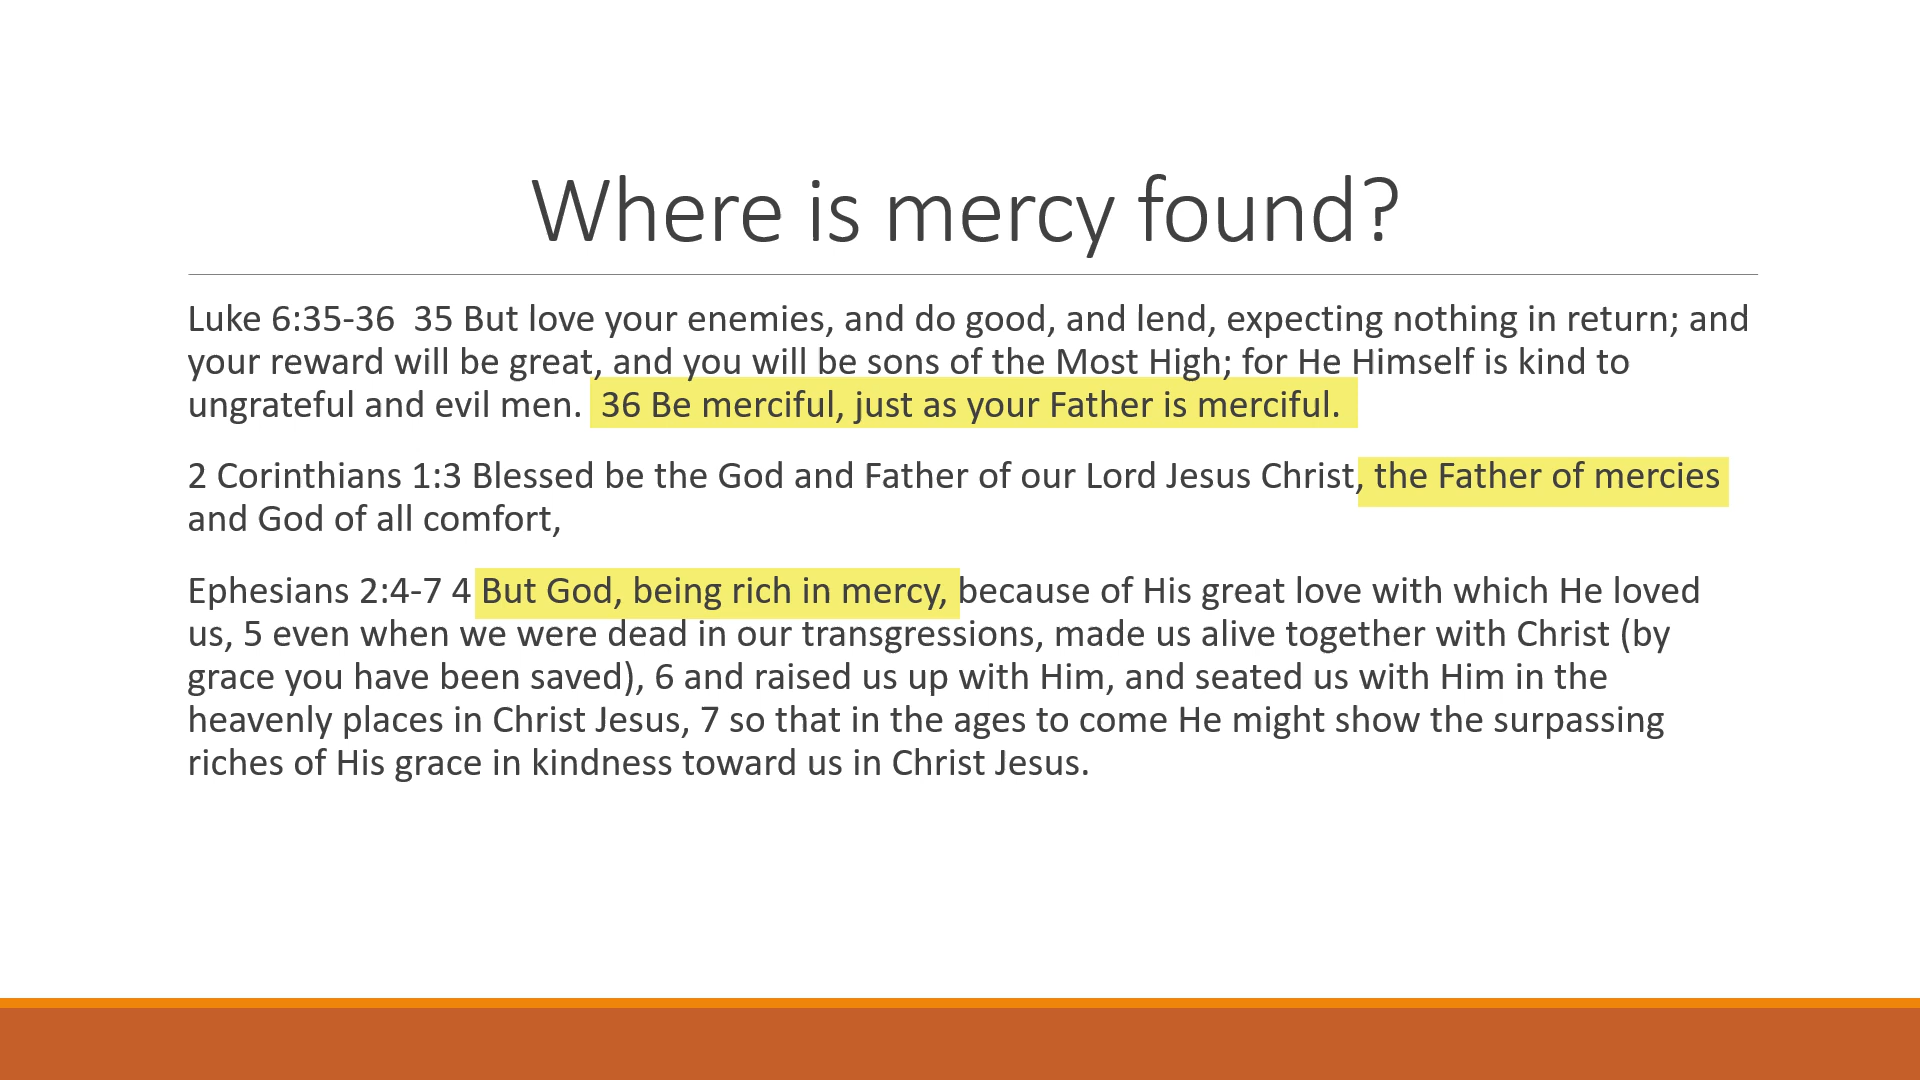 Where is mercy found?
Luke 6:35-36  35 But love your enemies, and do good, and lend, expecting nothing in return; and
your reward will be great, and you will be sons of the Most High; for He Himself is kind to
ungrateful and evil men.  36 Be merciful, just as your Father is merciful.
2 Corinthians 1:3 Blessed be the God and Father of our Lord Jesus Christ, the Father of mercies
and God of all comfort,
Ephesians 2:4-7 4 But God, being rich in mercy, because of His great love with which He loved
us, 5 even when we were dead in our transgressions, made us alive together with Christ (by
grace you have been saved), 6 and raised us up with Him, and seated us with Him in the
heavenly places in Christ Jesus, 7 so that in the ages to come He might show the surpassing
riches of His grace in kindness toward us in Christ Jesus.